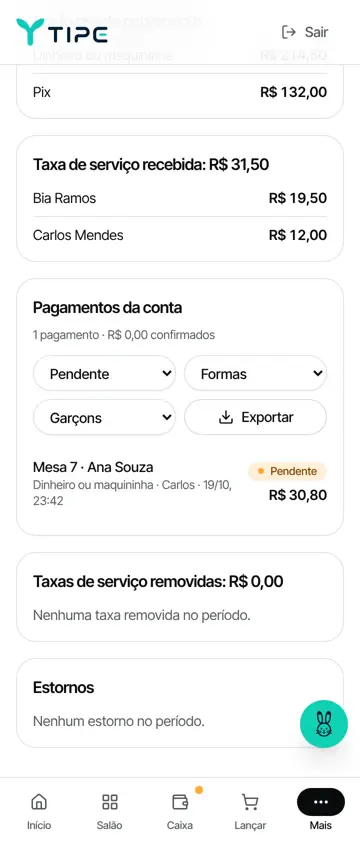 TIPE
Sair
Dinheiro ou maquininha R$ 214,50
Pix R$ 132,00
Taxa de serviço recebida: R$ 31,50
Bia Ramos R$ 19,50
Carlos Mendes R$ 12,00
Pagamentos da conta
1 pagamento · R$ 0,00 confirmados
Pendente Formas
Garçons Exportar
Mesa 7 · Ana Souza Pendente
Dinheiro ou maquininha · Carlos · 19/10,
23:42
R$ 30,80
Taxas de serviço removidas: R$ 0,00
Nenhuma taxa removida no período.
Estornos
Nenhum estorno no período.
Início Salão Caixa Lançar Mais